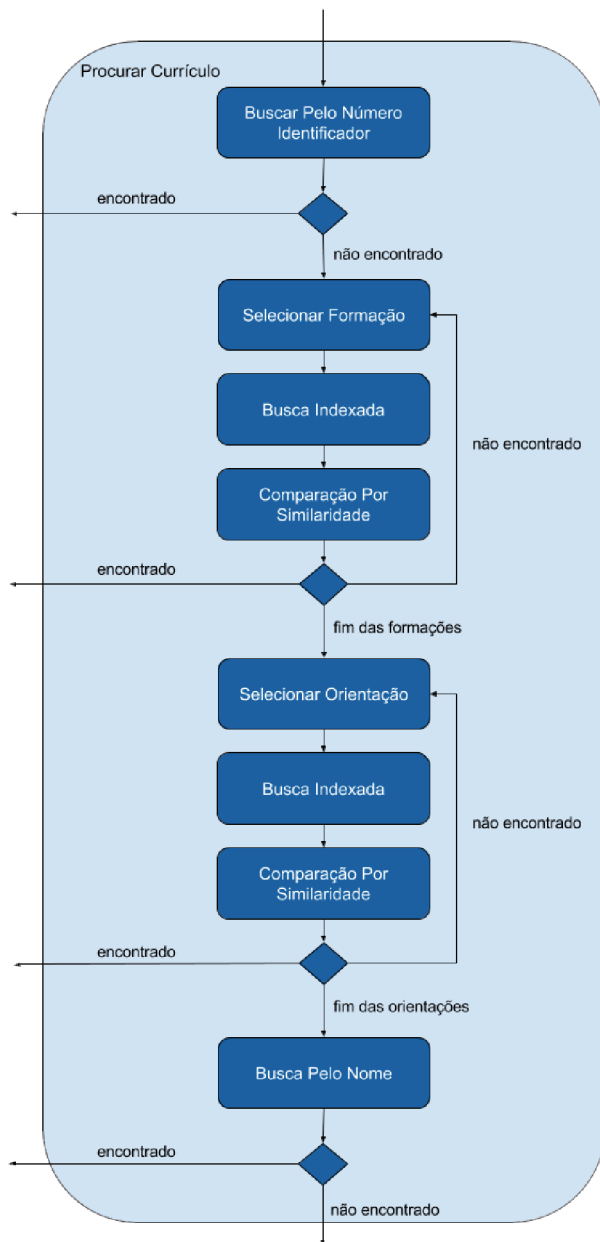 Procurar Currículo
Buscar Pelo Número
Identificador
encontrado
não encontrado
Selecionar Formação
Busca Indexada
não encontrado
Comparação Por
Similaridade
encontrado
fim das formações
Selecionar Orientação
Busca Indexada
não encontrado
Comparação Por
Similaridade
encontrado
fim das orientações
Busca Pelo Nome
encontrado
não encontrado